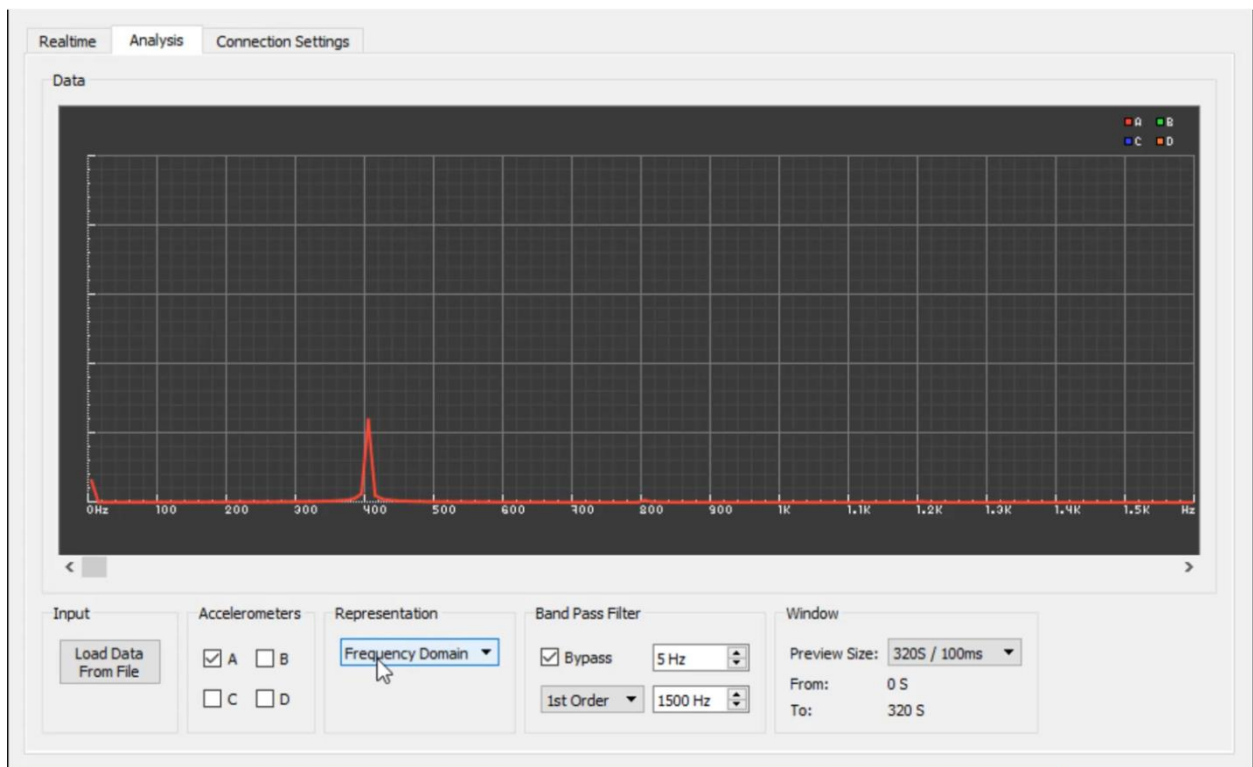 Realtime Analysis Connection Settings
Data
A B
C D
0Hz 100 200 300 400 500 600 700 800 900 1K 1.1K 1.2K 1.3K 1.4K 1.5K Hz
Input Accelerometers Representation Band Pass Filter Window
Load Data
From File
A B
C D
Frequency Domain
Bypass 5 Hz
1st Order 1500 Hz
Preview Size: 320S / 100ms
From: 0 S
To: 320 S